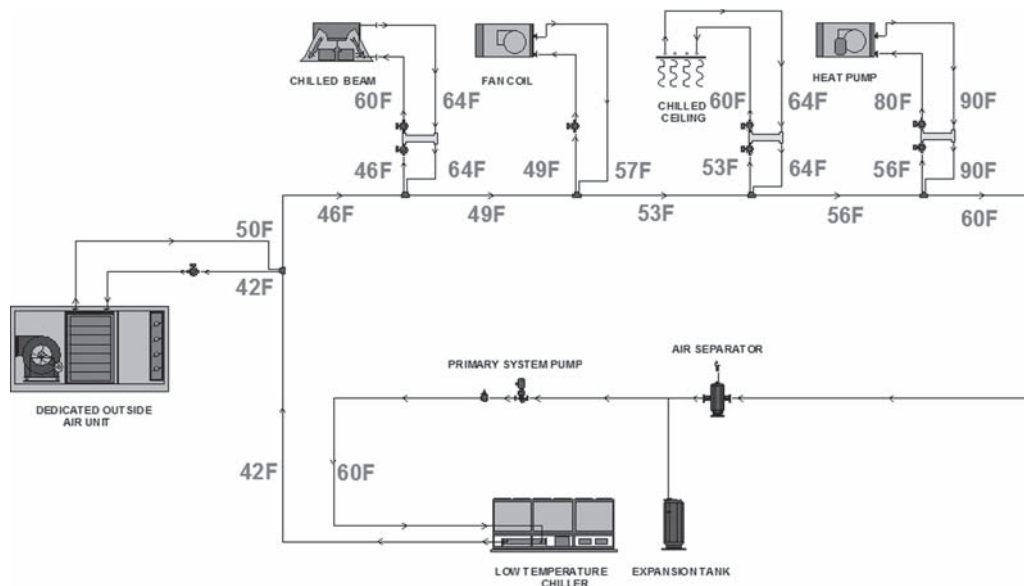 CHILLED BEAM
FAN COIL
CHILLED
CEILING
HEAT PUMP
60F
64F
60F
64F
80F
90F
46F
64F
49F
57F
53F
64F
56F
90F
46F
49F
53F
56F
60F
50F
42F
DEDICATED OUTSIDE
AIR UNIT
PRIMARY SYSTEM PUMP
AIR SEPARATOR
42F
60F
LOW TEMPERATURE
CHILLER
EXPANSION TANK